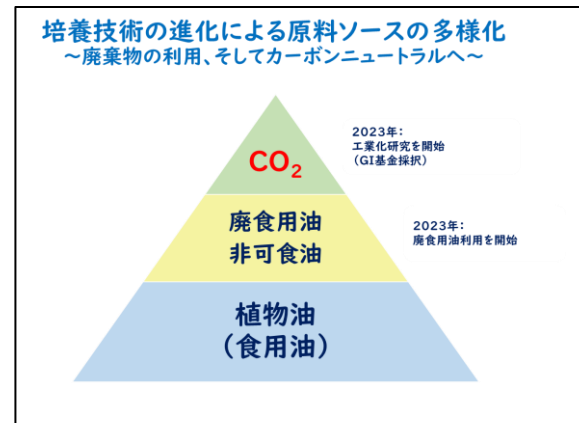 培養技術の進化による原料ソースの多様化
～廃棄物の利用、そしてカーボンニュートラルへ～
CO₂
2023年：
工業化研究を開始
（GI基金採択）
廃食用油
非可食油
2023年：
廃食用油利用を開始
植物油
（食用油）